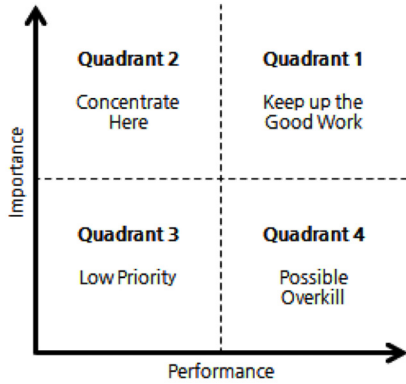 Quadrant 2
Concentrate
Here
Quadrant 1
Keep up the
Good Work
Importance
Quadrant 3
Low Priority
Quadrant 4
Possible
Overkill
Performance